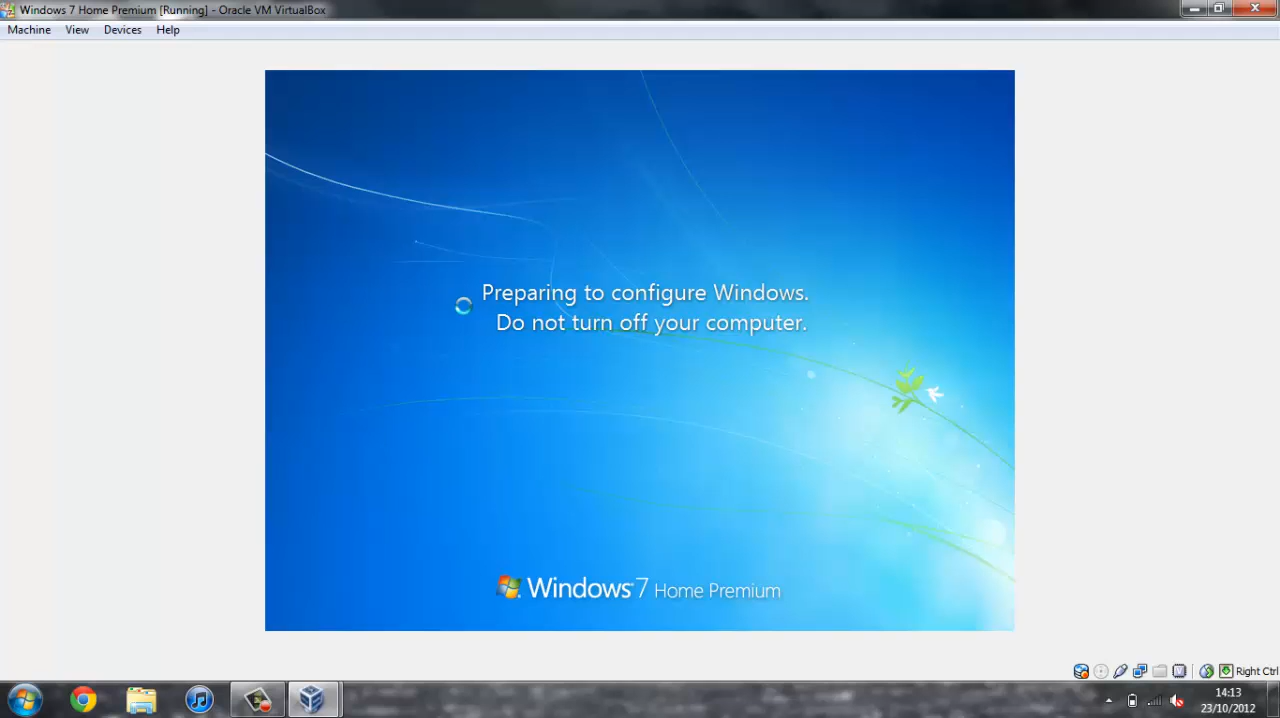 Windows 7 Home Premium [Running] - Oracle VM VirtualBox
Machine View Devices Help
Preparing to configure Windows.
Do not turn off your computer.
Windows 7 Home Premium
Right Ctrl
14:13
23/10/2012